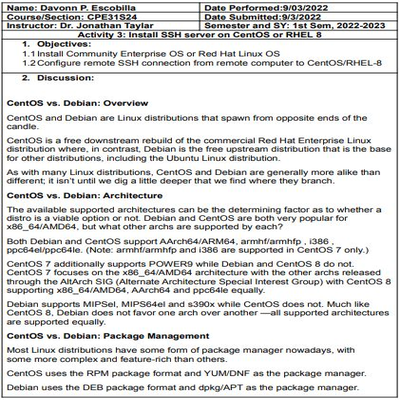 Name: Davonn P. Escobilla Date Performed:9/03/2022
Course/Section: CPE31S24 Date Submitted:9/3/2022
Instructor: Dr. Jonathan Taylar Semester and SY: 1st Sem, 2022-2023
Activity 3: Install SSH server on CentOS or RHEL 8
1. Objectives:
1.1 Install Community Enterprise OS or Red Hat Linux OS
1.2 Configure remote SSH connection from remote computer to CentOS/RHEL-8
2. Discussion:
CentOS vs. Debian: Overview
CentOS and Debian are Linux distributions that spawn from opposite ends of the
candle.
CentOS is a free downstream rebuild of the commercial Red Hat Enterprise Linux
distribution where, in contrast, Debian is the free upstream distribution that is the base
for other distributions, including the Ubuntu Linux distribution.
As with many Linux distributions, CentOS and Debian are generally more alike than
different; it isn't until we dig a little deeper that we find where they branch.
CentOS vs. Debian: Architecture
The available supported architectures can be the determining factor as to whether a
distro is a viable option or not. Debian and CentOS are both very popular for
x86_64/AMD64, but what other archs are supported by each?
Both Debian and CentOS support AArch64/ARM64, armhf/armhfp , i386 ,
ppc64el/ppc64le. (Note: armhf/armhfp and i386 are supported in CentOS 7 only.)
CentOS 7 additionally supports POWER9 while Debian and CentOS 8 do not.
CentOS 7 focuses on the x86_64/AMD64 architecture with the other archs released
through the AltArch SIG (Alternate Architecture Special Interest Group) with CentOS 8
supporting x86_64/AMD64, AArch64 and ppc64le equally.
Debian supports MIPSel, MIPS64el and s390x while CentOS does not. Much like
CentOS 8, Debian does not favor one arch over another —all supported architectures
are supported equally.
CentOS vs. Debian: Package Management
Most Linux distributions have some form of package manager nowadays, with
some more complex and feature-rich than others.
CentOS uses the RPM package format and YUM/DNF as the package manager.
Debian uses the DEB package format and dpkg/APT as the package manager.